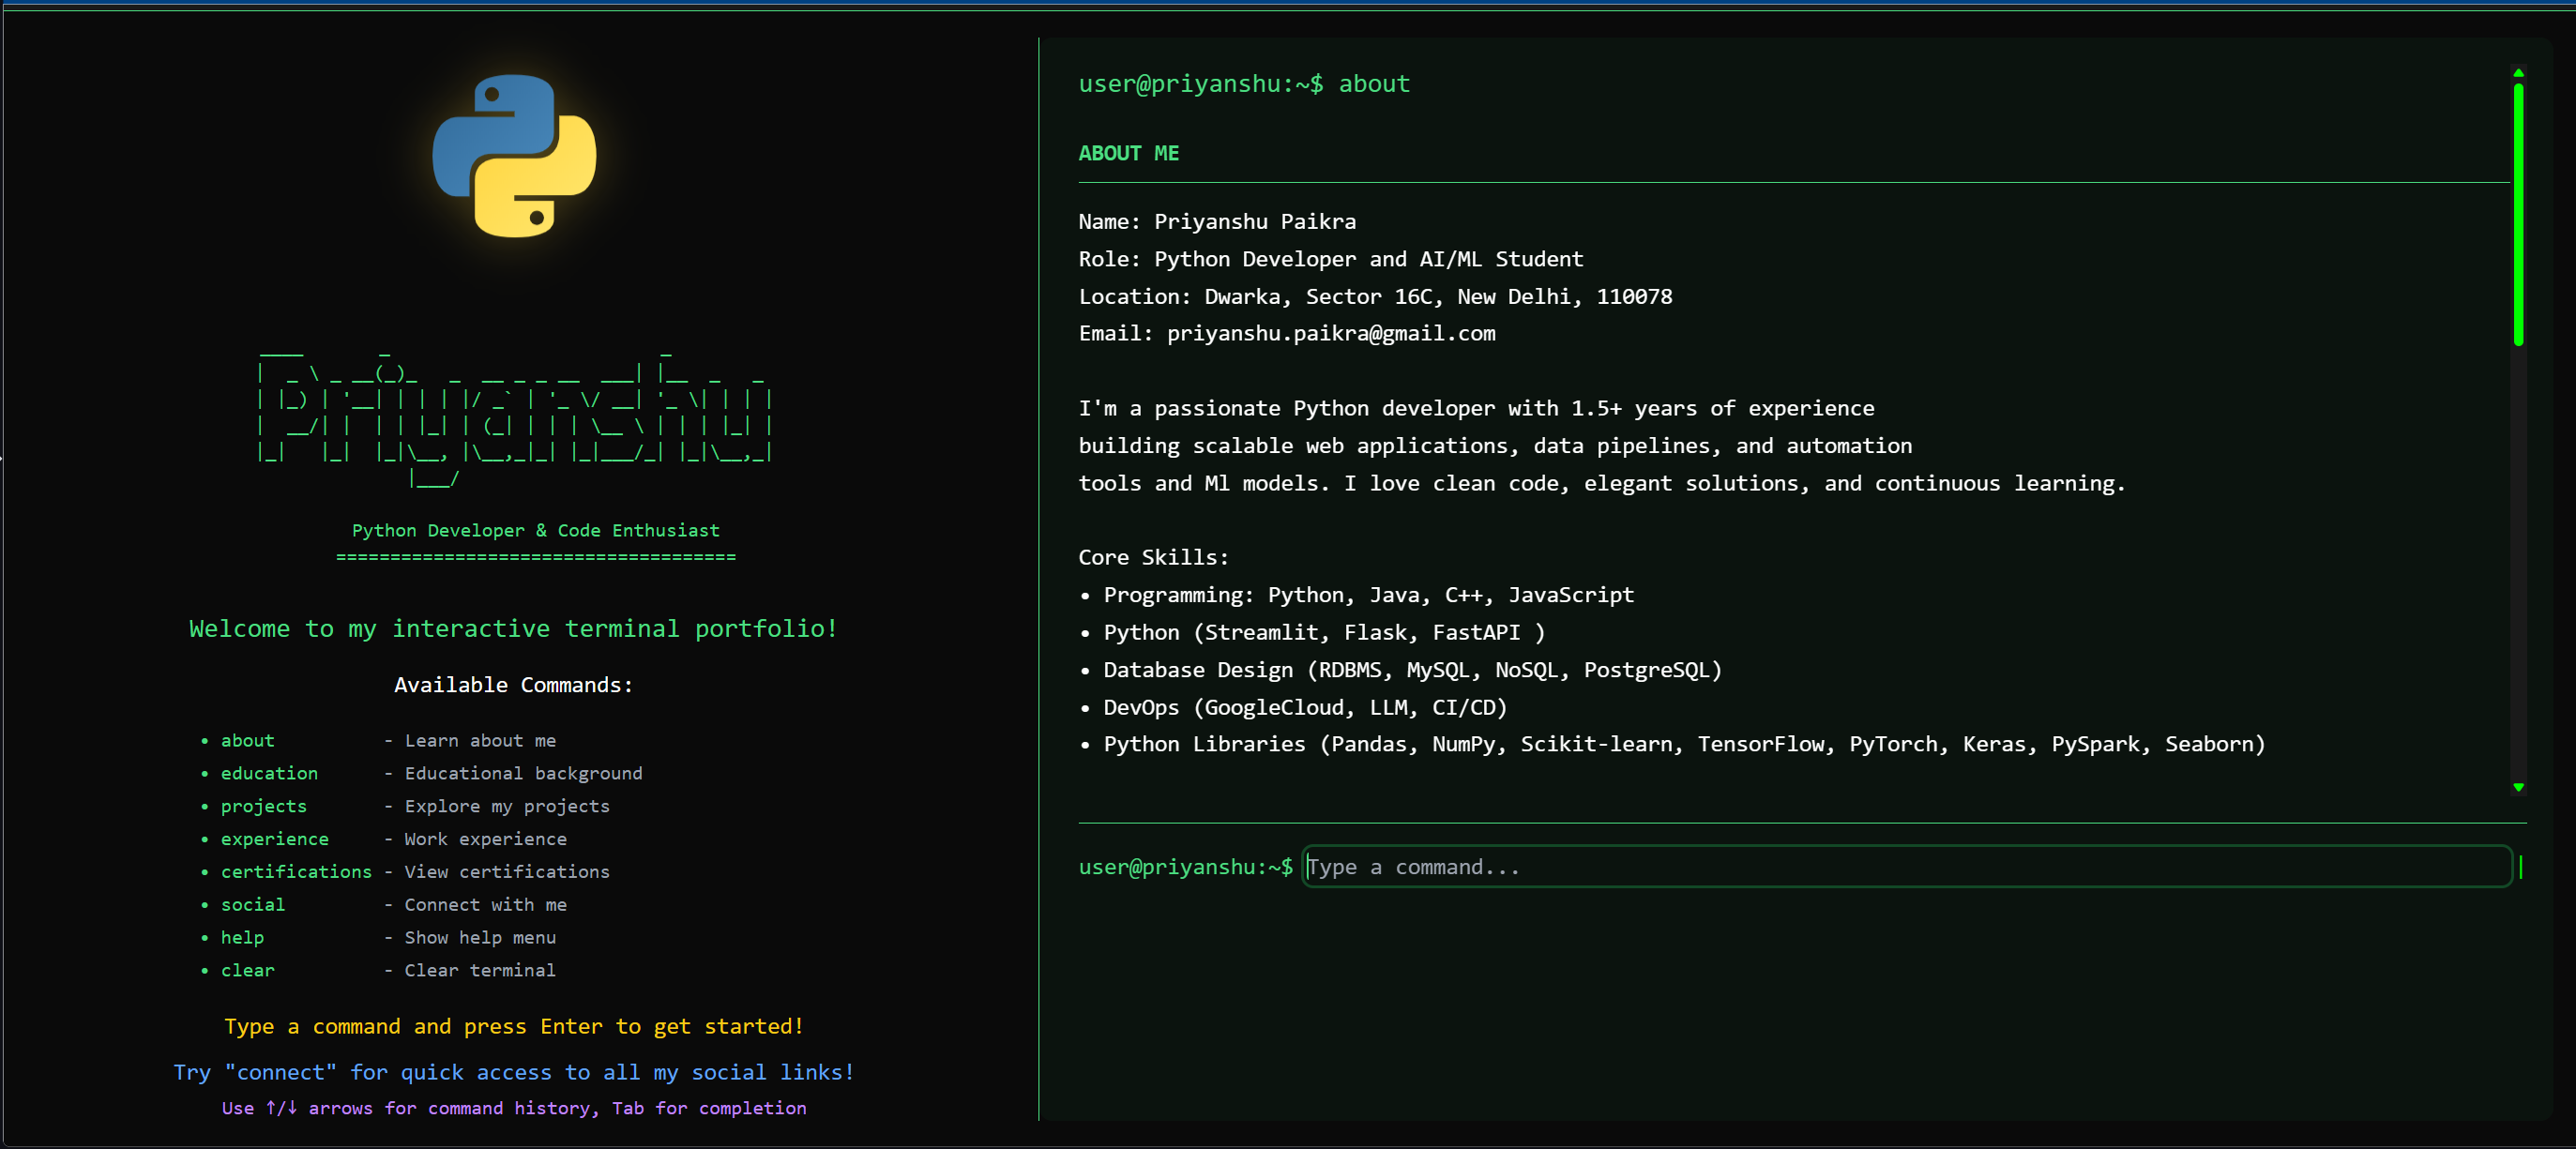 Python Developer & Code Enthusiast
=====================================
Welcome to my interactive terminal portfolio!
Available Commands:
• about - Learn about me
• education - Educational background
• projects - Explore my projects
• experience - Work experience
• certifications - View certifications
• social - Connect with me
• help - Show help menu
• clear - Clear terminal
Type a command and press Enter to get started!
Try "connect" for quick access to all my social links!
Use ↑/↓ arrows for command history, Tab for completion
user@priyanshu:~$ about
ABOUT ME
Name: Priyanshu Paikra
Role: Python Developer and AI/ML Student
Location: Dwarka, Sector 16C, New Delhi, 110078
Email: priyanshu.paikra@gmail.com
I'm a passionate Python developer with 1.5+ years of experience
building scalable web applications, data pipelines, and automation
tools and Ml models. I love clean code, elegant solutions, and continuous learning.
Core Skills:
• Programming: Python, Java, C++, JavaScript
• Python (Streamlit, Flask, FastAPI )
• Database Design (RDBMS, MySQL, NoSQL, PostgreSQL)
• DevOps (GoogleCloud, LLM, CI/CD)
• Python Libraries (Pandas, NumPy, Scikit-learn, TensorFlow, PyTorch, Keras, PySpark, Seaborn)
user@priyanshu:~$ Type a command...